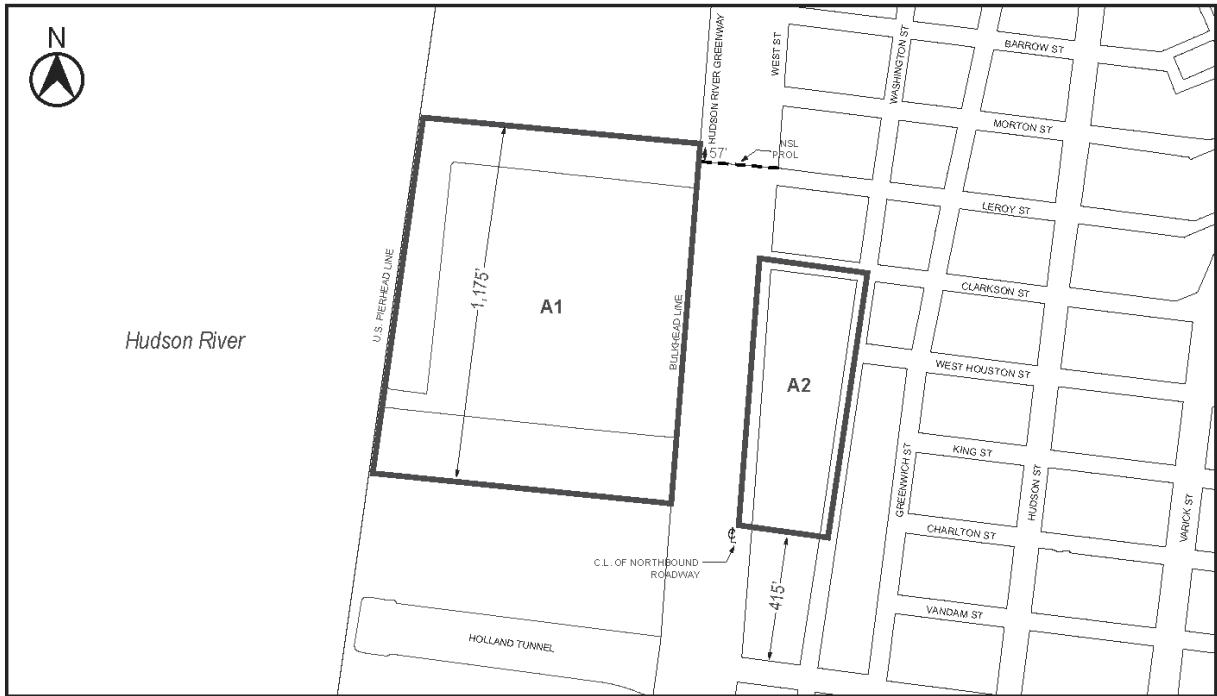 N
HUDSON RIVER GREENWAY
WEST ST
WASHINGTON ST
BARROW ST
MORTON ST
57'
NSL
PROL
LEROY ST
U.S. PIERHEAD LINE
1,175'
A1
BULKHEAD LINE
CLARKSON ST
Hudson River
WEST HOUSTON ST
A2
GREENWICH ST
KING ST
HUDSON ST
VARICK ST
CHARLTON ST
C.L. OF NORTHBOUND
ROADWAY
415'
VANDAM ST
HOLLAND TUNNEL